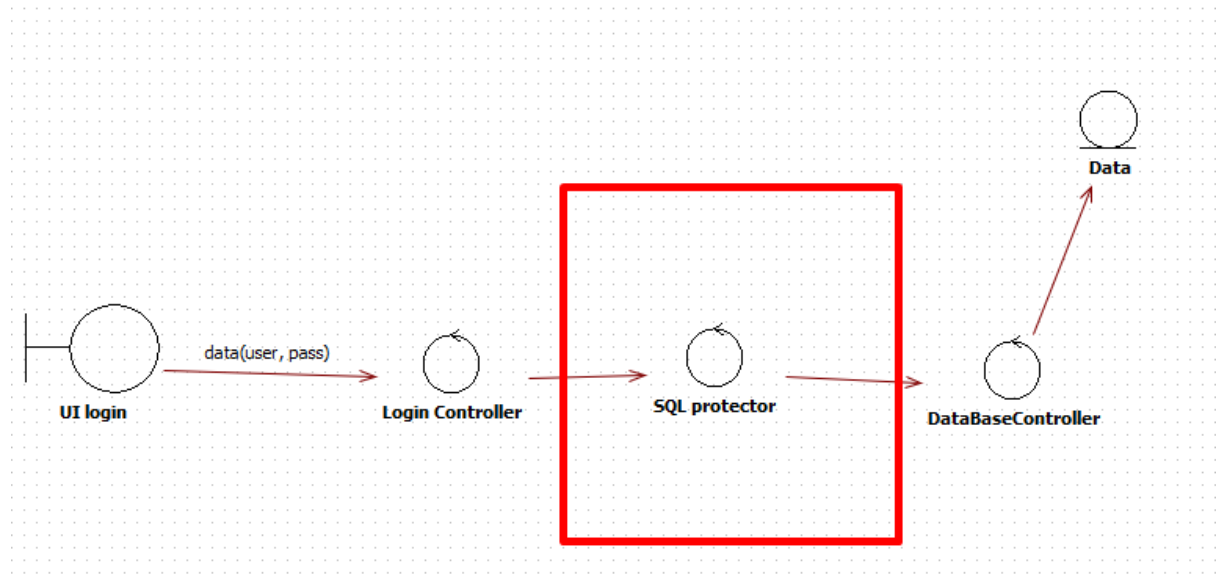 Data
data(user, pass)
UI login
Login Controller
SQL protector
DataBaseController